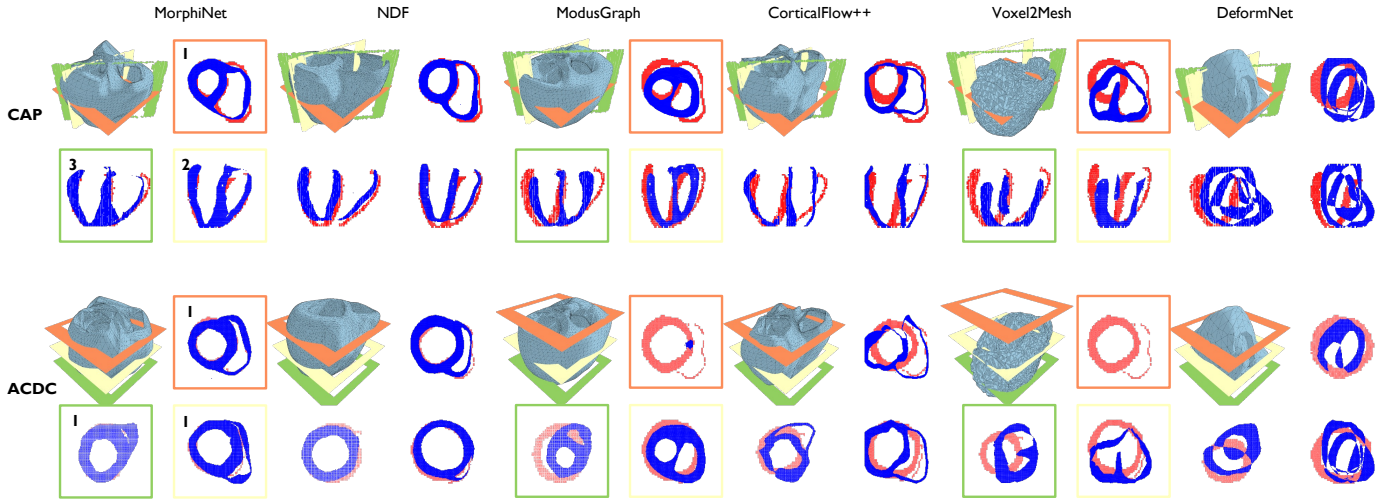 MorphiNet NDF ModusGraph CorticalFlow++ Voxel2Mesh DeformNet
1
CAP
3 2
1
ACDC
1 1